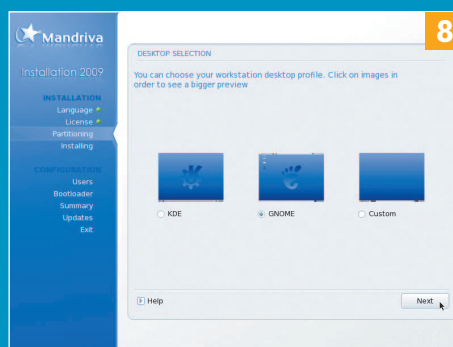 8
Mandriva
Installation 2009
INSTALLATION
Language
License
Partitioning
Installing
CONFIGURATION
Users
Bootloader
Summary
Updates
Exit
DESKTOP SELECTION
You can choose your workstation desktop profile. Click on images in
order to see a bigger preview
KDE
GNOME
Custom
Help
Next